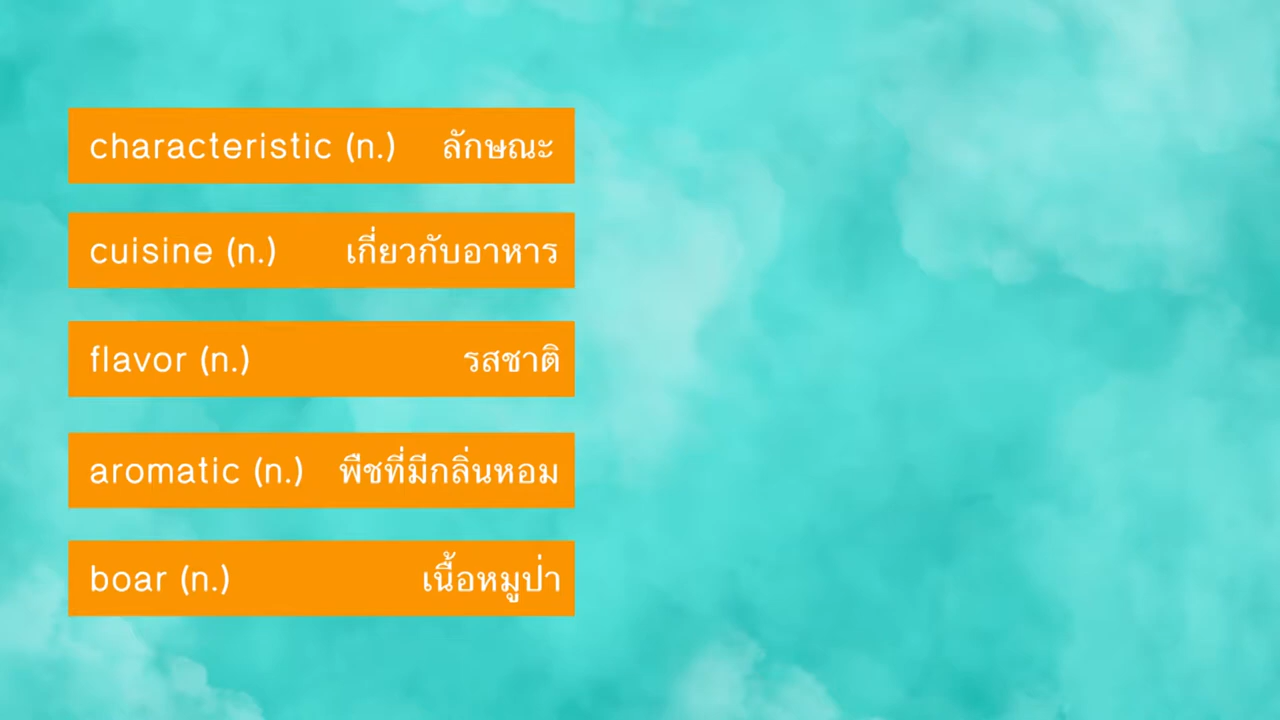 characteristic (n.) ลักษณะ
cuisine (n.) เกี่ยวกับอาหาร
flavor (n.) รสชาติ
aromatic (n.) พืชที่มีกลิ่นหอม
boar (n.) เนื้อหมูป่า